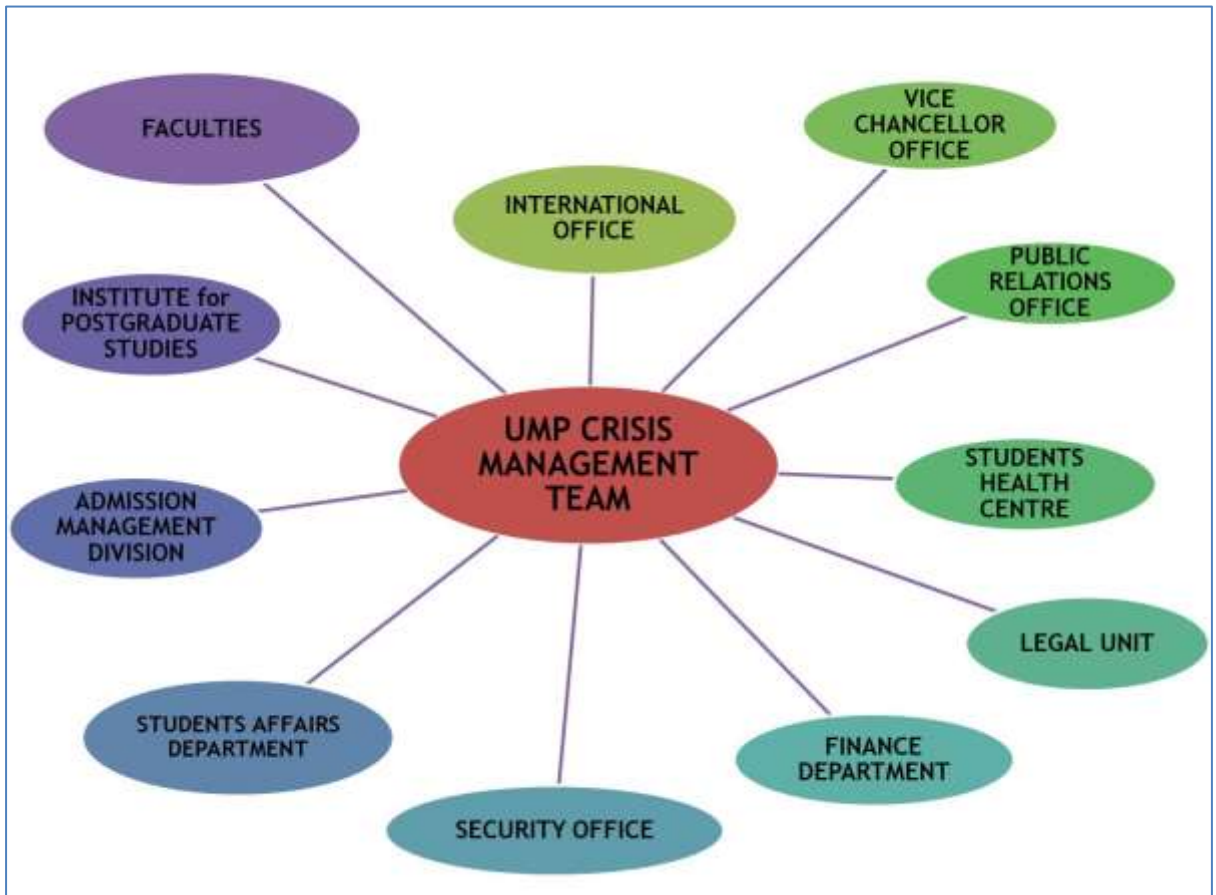 FACULTIES
VICE
CHANCELLOR
OFFICE
INTERNATIONAL
OFFICE
PUBLIC
RELATIONS
OFFICE
INSTITUTE for
POSTGRADUATE
STUDIES
UMP CRISIS
MANAGEMENT
TEAM
STUDENTS
HEALTH
CENTRE
ADMISSION
MANAGEMENT
DIVISION
LEGAL UNIT
STUDENTS AFFAIRS
DEPARTMENT
FINANCE
DEPARTMENT
SECURITY OFFICE